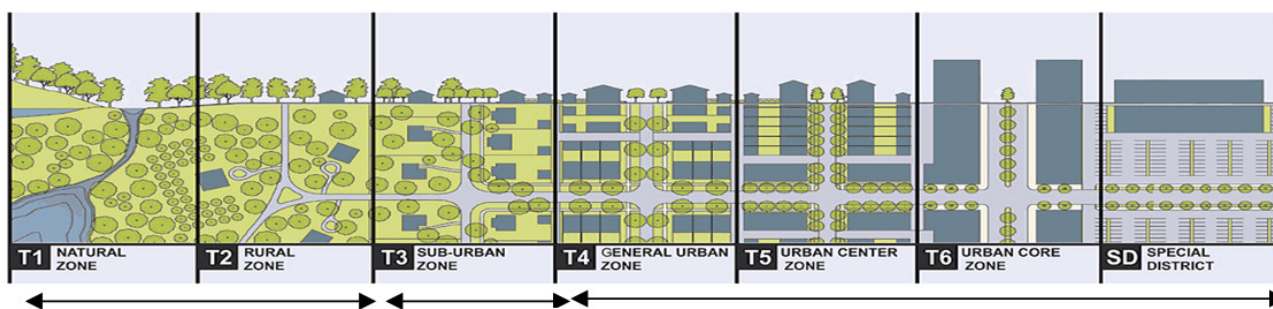 T1 NATURAL
ZONE
T2 RURAL
ZONE
T3 SUB-URBAN
ZONE
T4 GENERAL URBAN
ZONE
T5 URBAN CENTER
ZONE
T6 URBAN CORE
ZONE
SD SPECIAL
DISTRICT